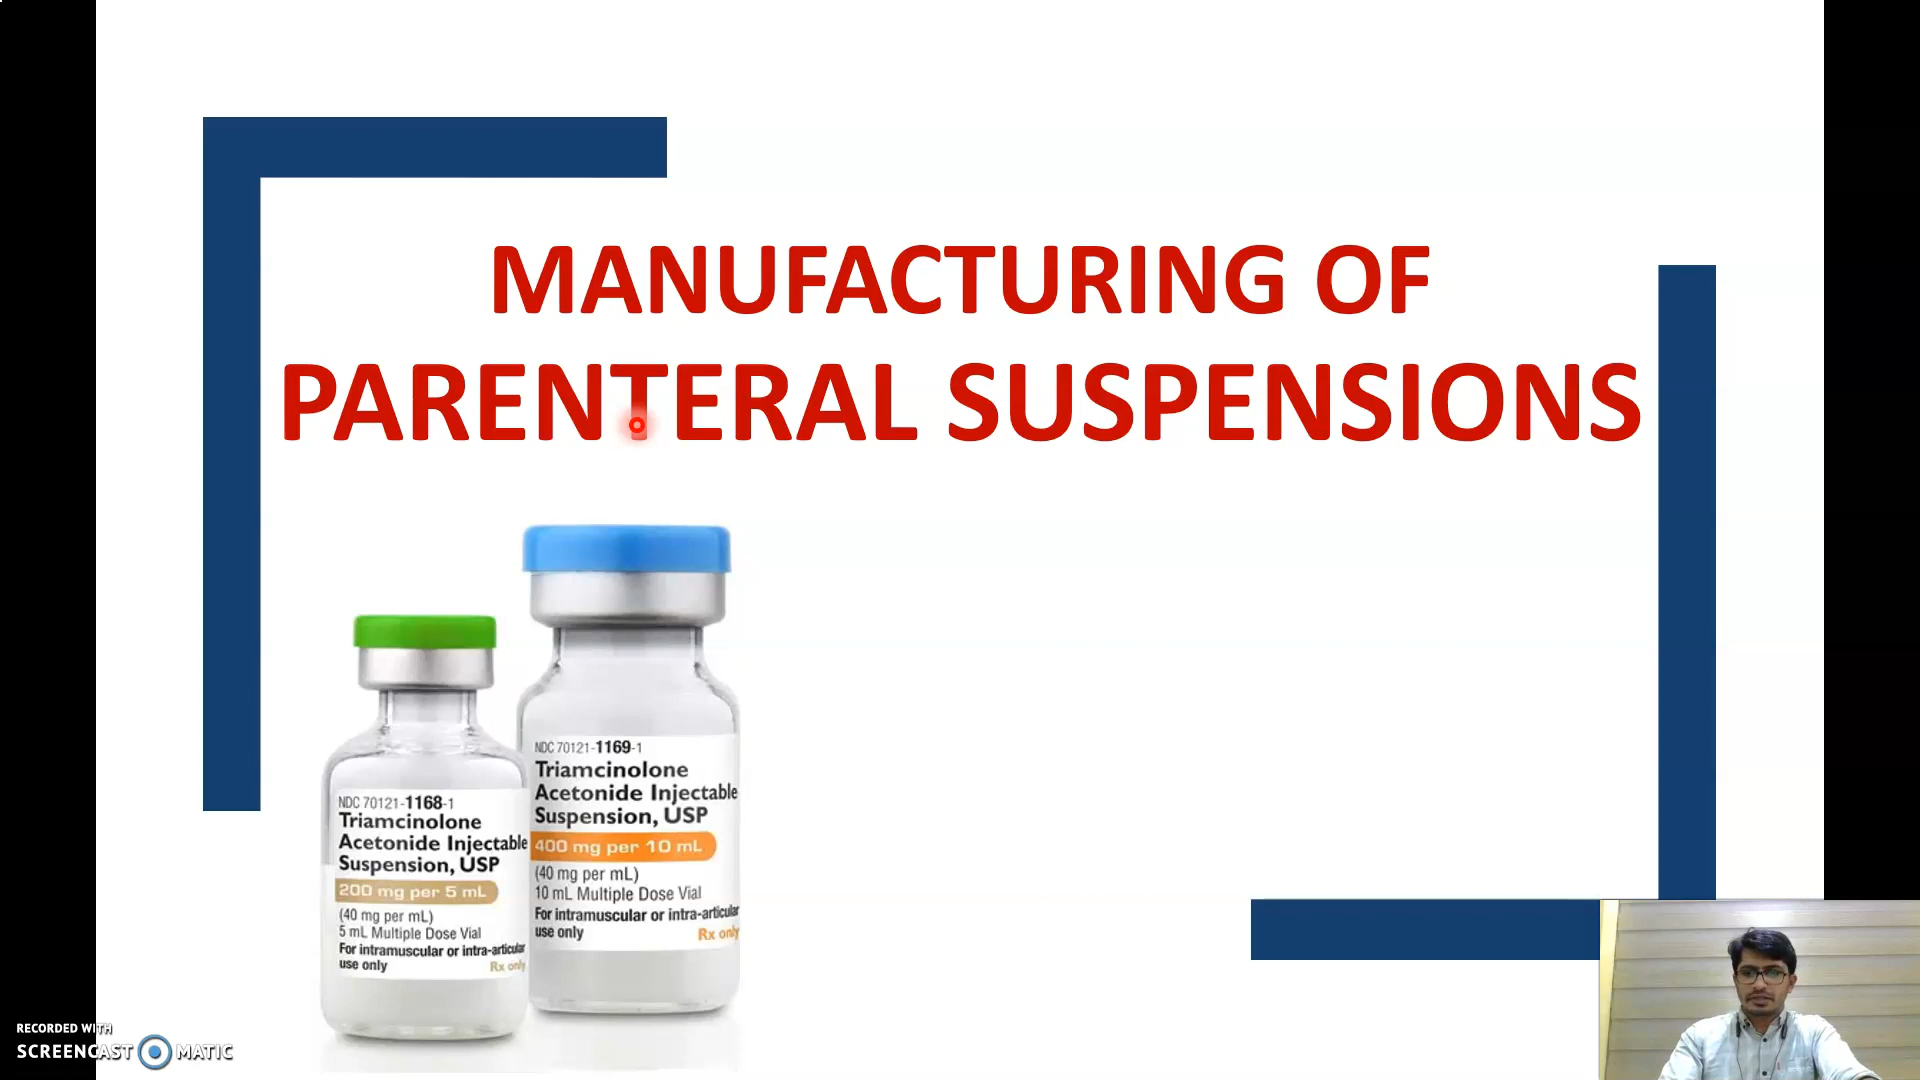 MANUFACTURING OF
PARENTERAL SUSPENSIONS
NDC 70121-1168-1
Triamcinolone
Acetonide Injectable
Suspension, USP
200 mg per 5 mL
(40 mg per mL)
5 mL Multiple Dose Vial
For intramuscular or intra-articular
use only
Rx only
NDC 70121-1169-1
Triamcinolone
Acetonide Injectable
Suspension, USP
400 mg per 10 mL
(40 mg per mL)
10 mL Multiple Dose Vial
For intramuscular or intra-articular
use only
Rx only
RECORDED WITH
SCREENCAST MATIC